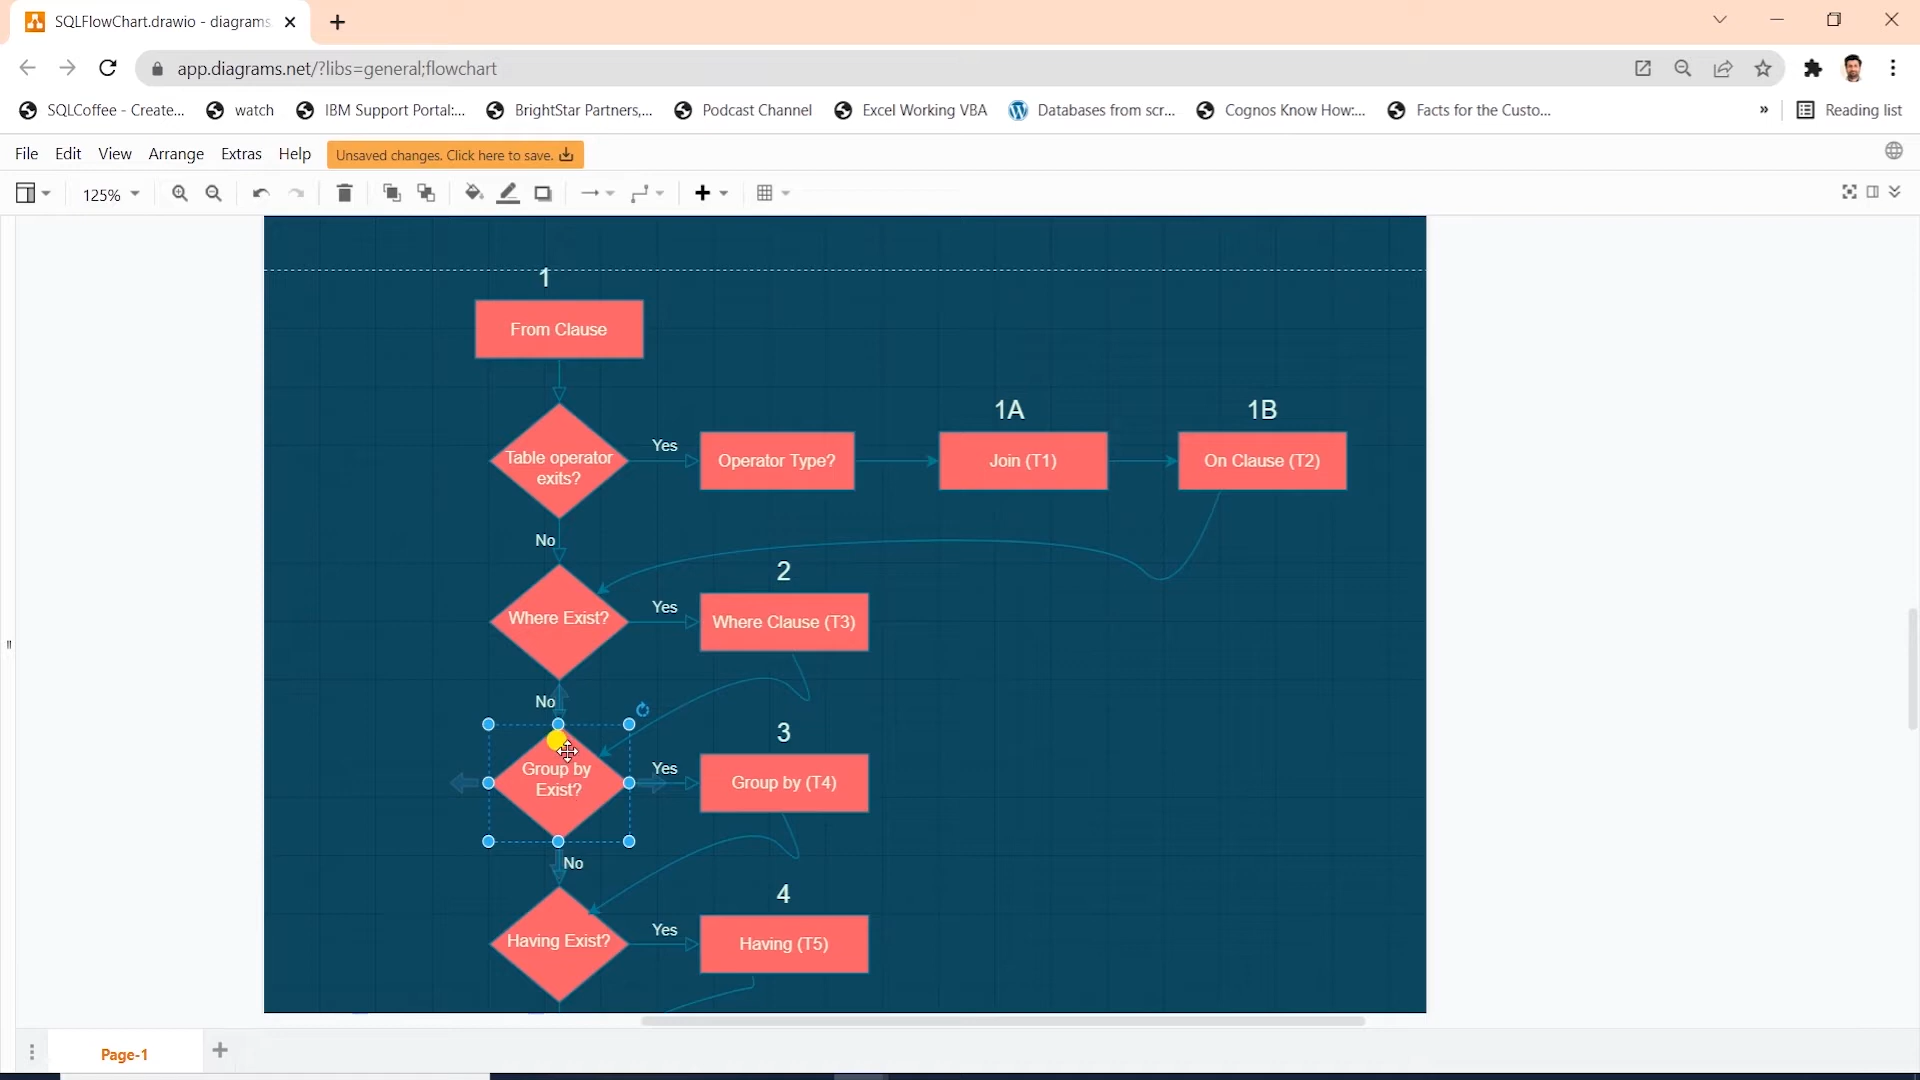 SQLFlowChart.drawio - diagrams.
app.diagrams.net/?libs=general;flowchart
SQLCoffee - Create... watch IBM Support Portal:... BrightStar Partners,... Podcast Channel Excel Working VBA Databases from scr... Cognos Know How:... Facts for the Custo... » Reading list
File Edit View Arrange Extras Help Unsaved changes. Click here to save.
125%
1
From Clause
1A 1B
Table operator
exits?
Yes
Operator Type?
Join (T1)
On Clause (T2)
No
2
Where Exist?
Yes
Where Clause (T3)
No
3
Group by
Exist?
Yes
Group by (T4)
No
4
Having Exist?
Yes
Having (T5)
Page-1